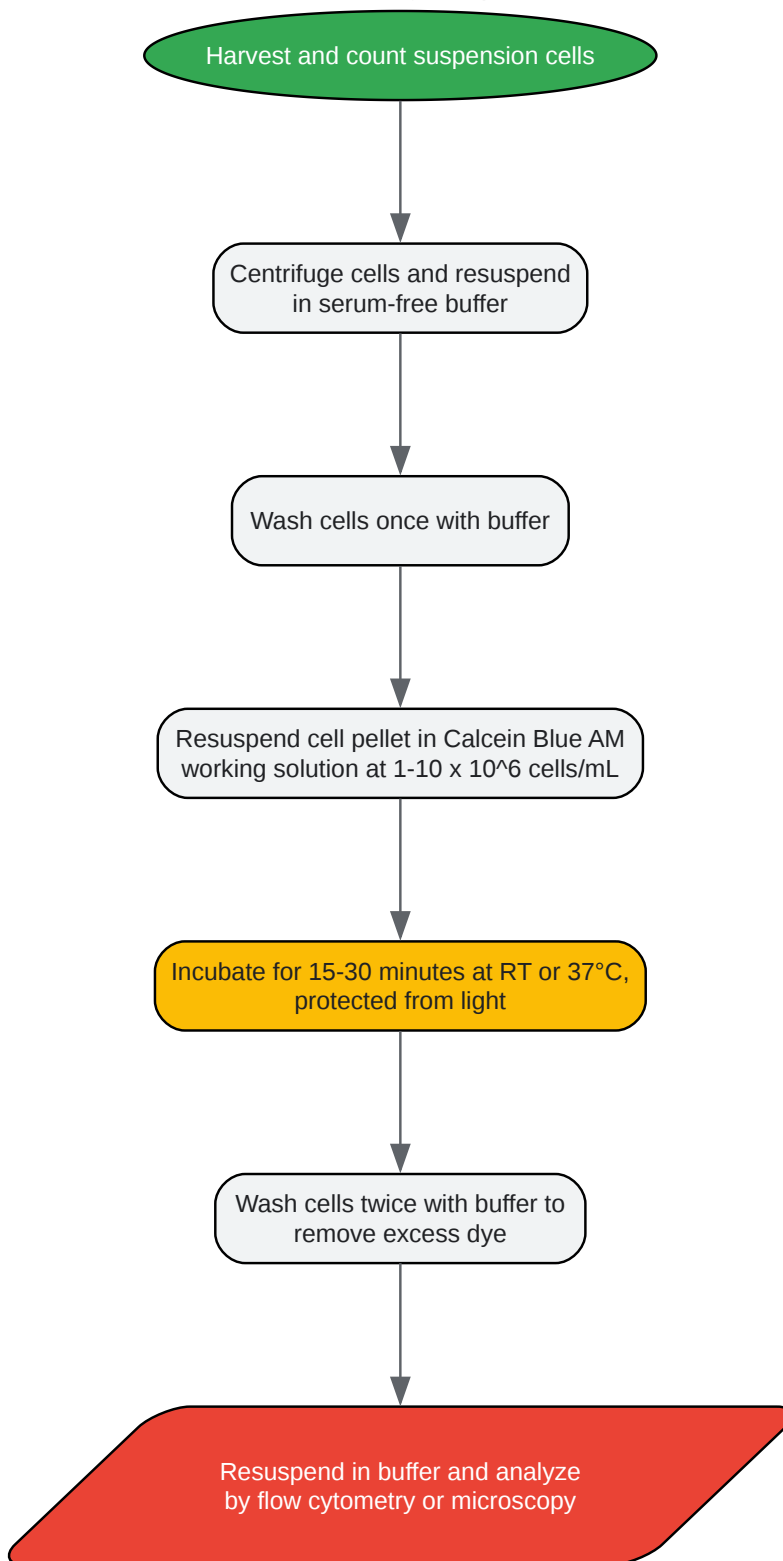 Harvest and count suspension cells
Centrifuge cells and resuspend
in serum-free buffer
Wash cells once with buffer
Resuspend cell pellet in Calcein Blue AM
working solution at 1-10 x 10^6 cells/mL
Incubate for 15-30 minutes at RT or 37°C,
protected from light
Wash cells twice with buffer to
remove excess dye
Resuspend in buffer and analyze
by flow cytometry or microscopy